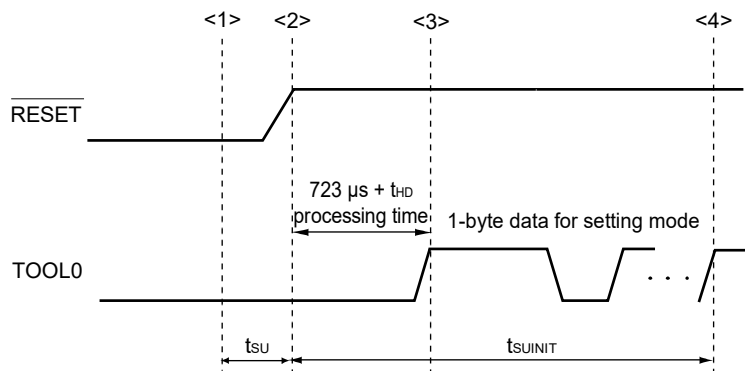 <1> <2> <3> <4>
RESET
723 µs + tHD
processing time
1-byte data for setting mode
TOOL0
. . .
tSU
tSUINIT